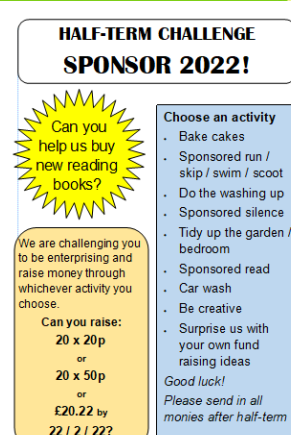 HALF-TERM CHALLENGE
SPONSOR 2022!
Can you
help us buy
new reading
books?
We are challenging you
to be enterprising and
raise money through
whichever activity you
choose.
Can you raise:
20 x 20p
or
20 x 50p
or
£20.22 by
22 / 2 / 22?
Choose an activity
. Bake cakes
. Sponsored run /
skip / swim / scoot
. Do the washing up
. Sponsored silence
. Tidy up the garden /
bedroom
. Sponsored read
. Car wash
. Be creative
. Surprise us with
your own fund
raising ideas
Good luck!
Please send in all
monies after half-term